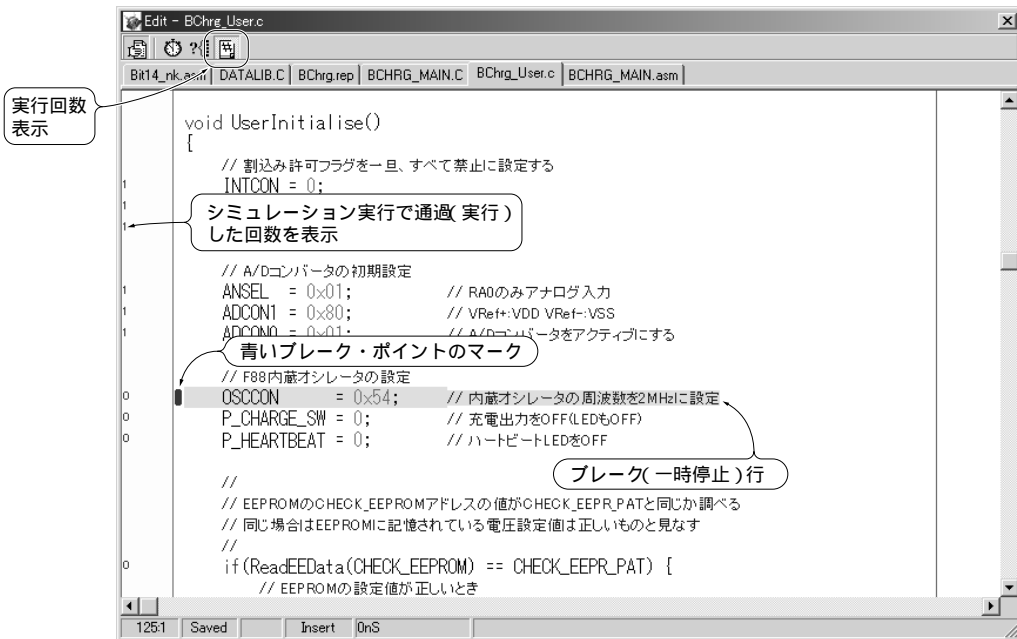 Edit - BChrg_User.c
Bit14_nk.asm DATALIB.C BChrg.rep BCHRG_MAIN.C BChrg_User.c BCHRG_MAIN.asm
実行回数
表示
void UserInitialise()
{
// 割込み許可フラグを一旦、すべて禁止に設定する
1 INTCON = 0;
1
シミュレーション実行で通過(実行)
1
した回数を表示
// A/Dコンバータの初期設定
1 ANSEL = 0x01; // RA0のみアナログ入力
1 ADCON1 = 0x80; // VRef+:VDD VRef-:VSS
1 ADCON0 = 0x01; // A/Dコンバータをアクティブにする
青いブレーク・ポイントのマーク
// F88内蔵オシレータの設定
0 OSCCON = 0x54; // 内蔵オシレータの周波数を2MHzに設定
0 P_CHARGE_SW = 0; // 充電出力をOFF(LEDもOFF)
0 P_HEARTBEAT = 0; // ハートビートLEDをOFF
ブレーク(一時停止)行
//
// EEPROMのCHECK_EEPROMアドレスの値がCHECK_EEPR_PATと同じか調べる
// 同じ場合はEEPROMに記憶されている電圧設定値は正しいものと見なす
//
0 if(ReadEEData(CHECK_EEPROM) == CHECK_EEPR_PAT) {
// EEPROMの設定値が正しいとき
125:1 Saved Insert 0nS